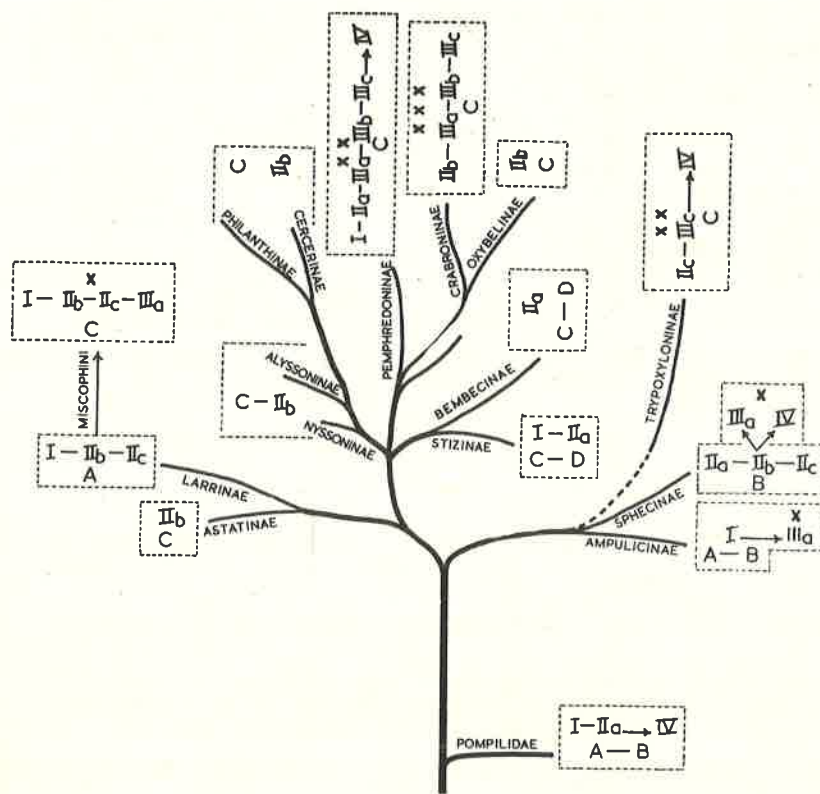 I-IIa-IIIa-IIIb-IIIc→IV
X X
C
PEMPHREDONINAE
IIb-IIIa-IIIb-IIIc
X X X
C
CRABRONINAE
IIb
C
OXYBELINAE
C IIb
PHILANTHINAE
CERCERINAE
X X
IIc-IIIc→IV
C
TRYPOXYLONINAE
X
I - IIb-IIc-IIIa
C
MISCOPHINI
IIa
C-D
BEMBECINAE
C-IIb
ALYSSONINAE
NYSSONINAE
I-IIa
C-D
STIZINAE
I-IIb-IIc
A
LARRINAE
X
IIIa IV
IIa-IIb-IIc
B
SPHECINAE
IIb
C
ASTATINAE
X
I→IIIa
A-B
AMPULICINAE
I-IIa→IV
A-B
POMPILIDAE